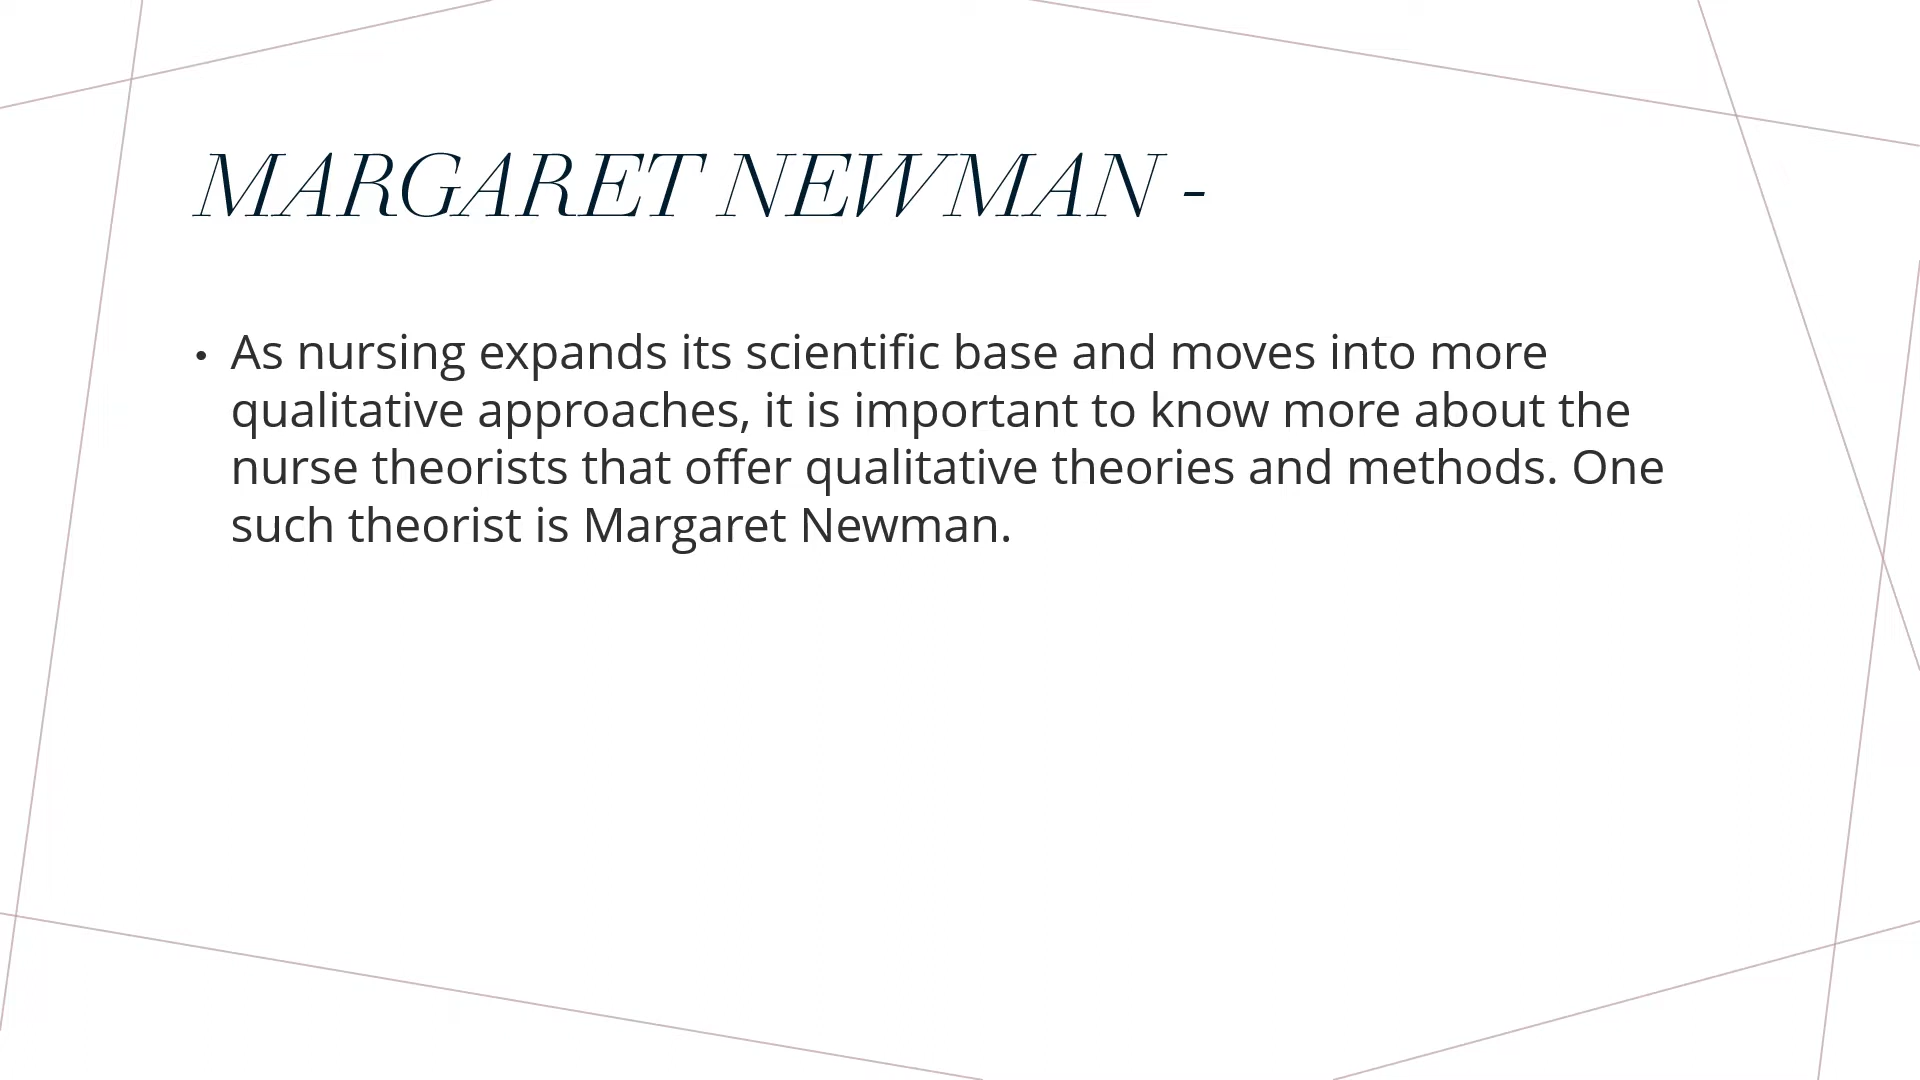 MARGARET NEWMAN -
• As nursing expands its scientific base and moves into more
qualitative approaches, it is important to know more about the
nurse theorists that offer qualitative theories and methods. One
such theorist is Margaret Newman.